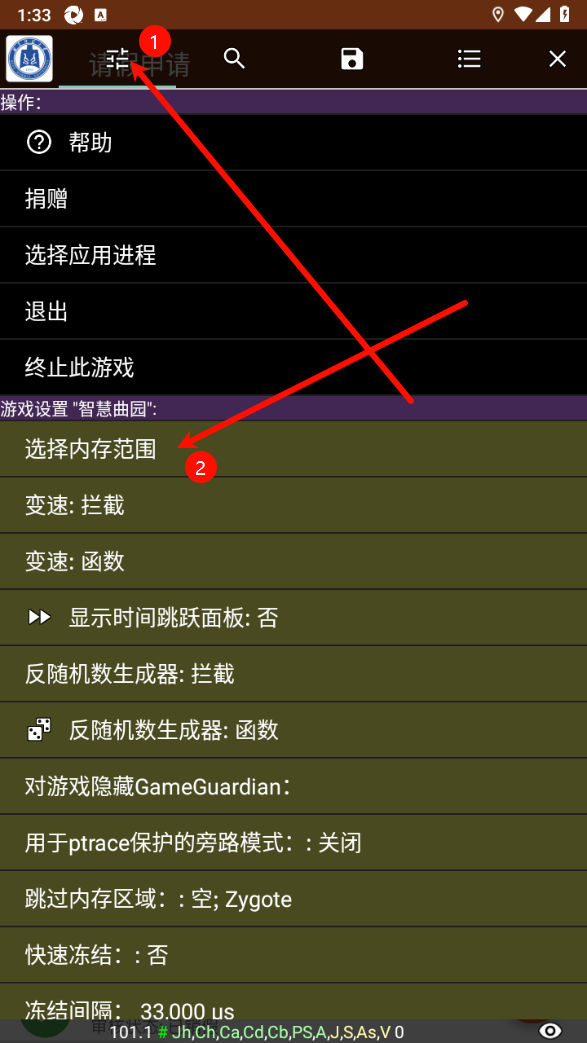 1:33
A
1
请假申请
操作:
帮助
捐赠
选择应用进程
退出
终止此游戏
游戏设置 "智慧曲园":
选择内存范围
2
变速: 拦截
变速: 函数
显示时间跳跃面板: 否
反随机数生成器: 拦截
反随机数生成器: 函数
对游戏隐藏GameGuardian：
用于ptrace保护的旁路模式：: 关闭
跳过内存区域：: 空; Zygote
快速冻结：: 否
冻结间隔： 33,000 µs
101.1 # Jh,Ch,Ca,Cd,Cb,PS,A,J,S,As,V 0